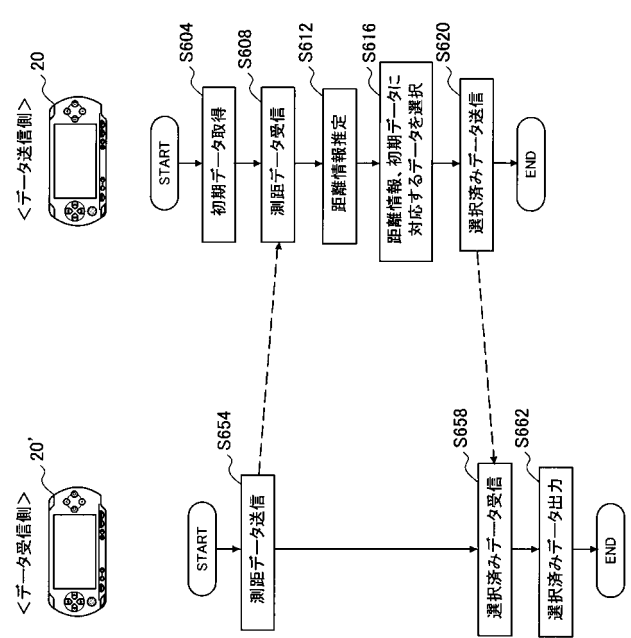 <データ受信側>
20'
START
S654
測距データ送信
S658
選択済みデータ受信
S662
選択済みデータ出力
END
<データ送信側>
20
START
S604
初期データ取得
S608
測距データ受信
S612
距離情報推定
S616
距離情報、初期データに
対応するデータを選択
S620
選択済みデータ送信
END